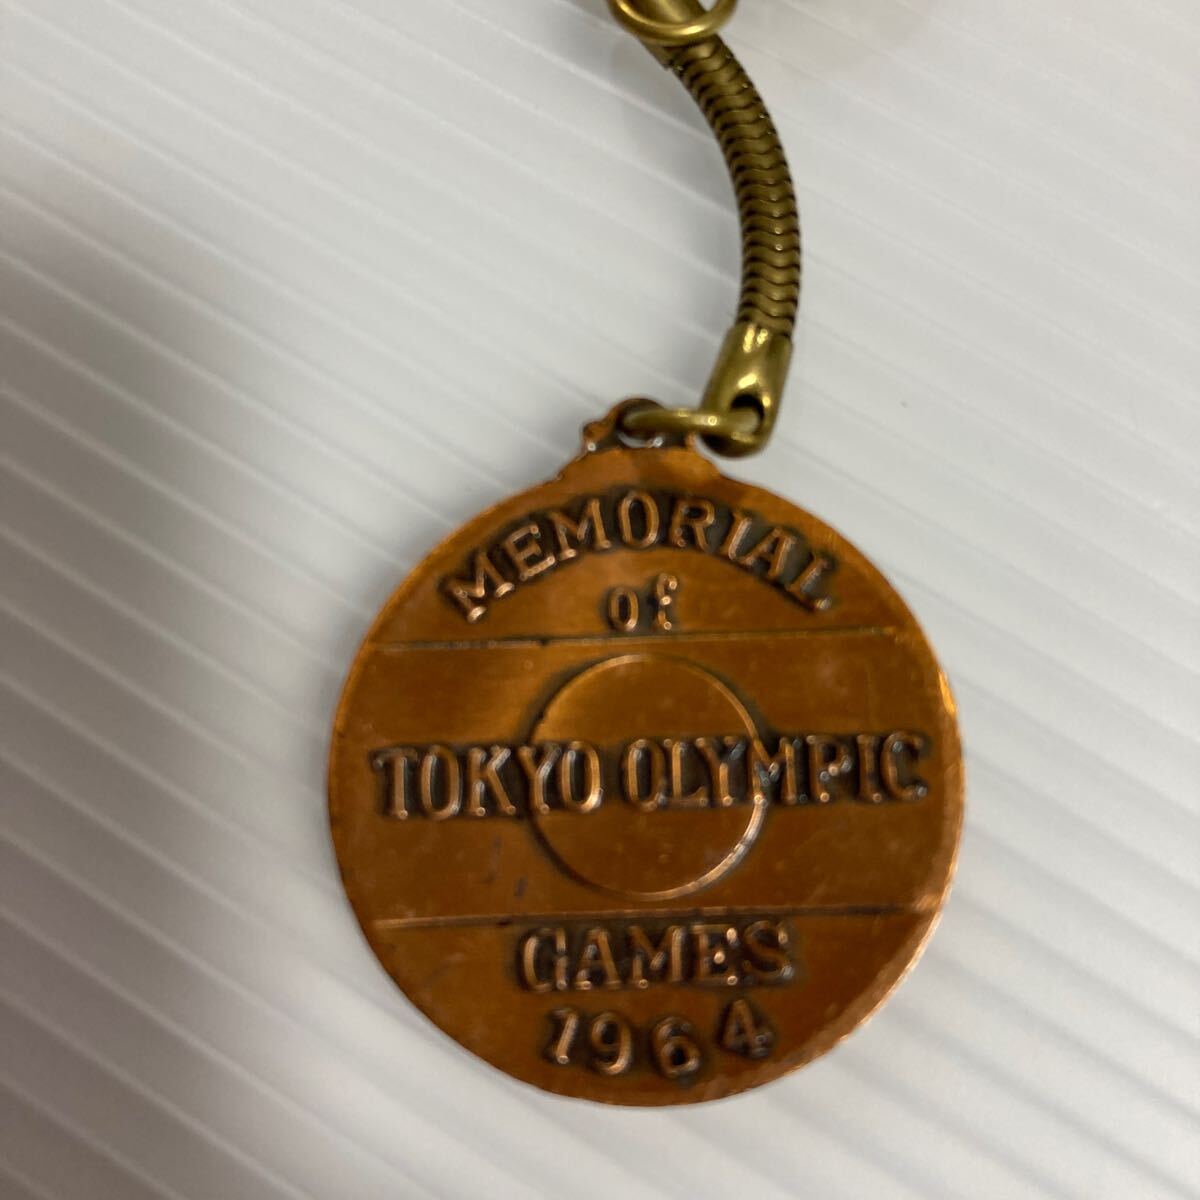 MEMORIAL
of
TOKYO OLYMPIC
GAMES
1964